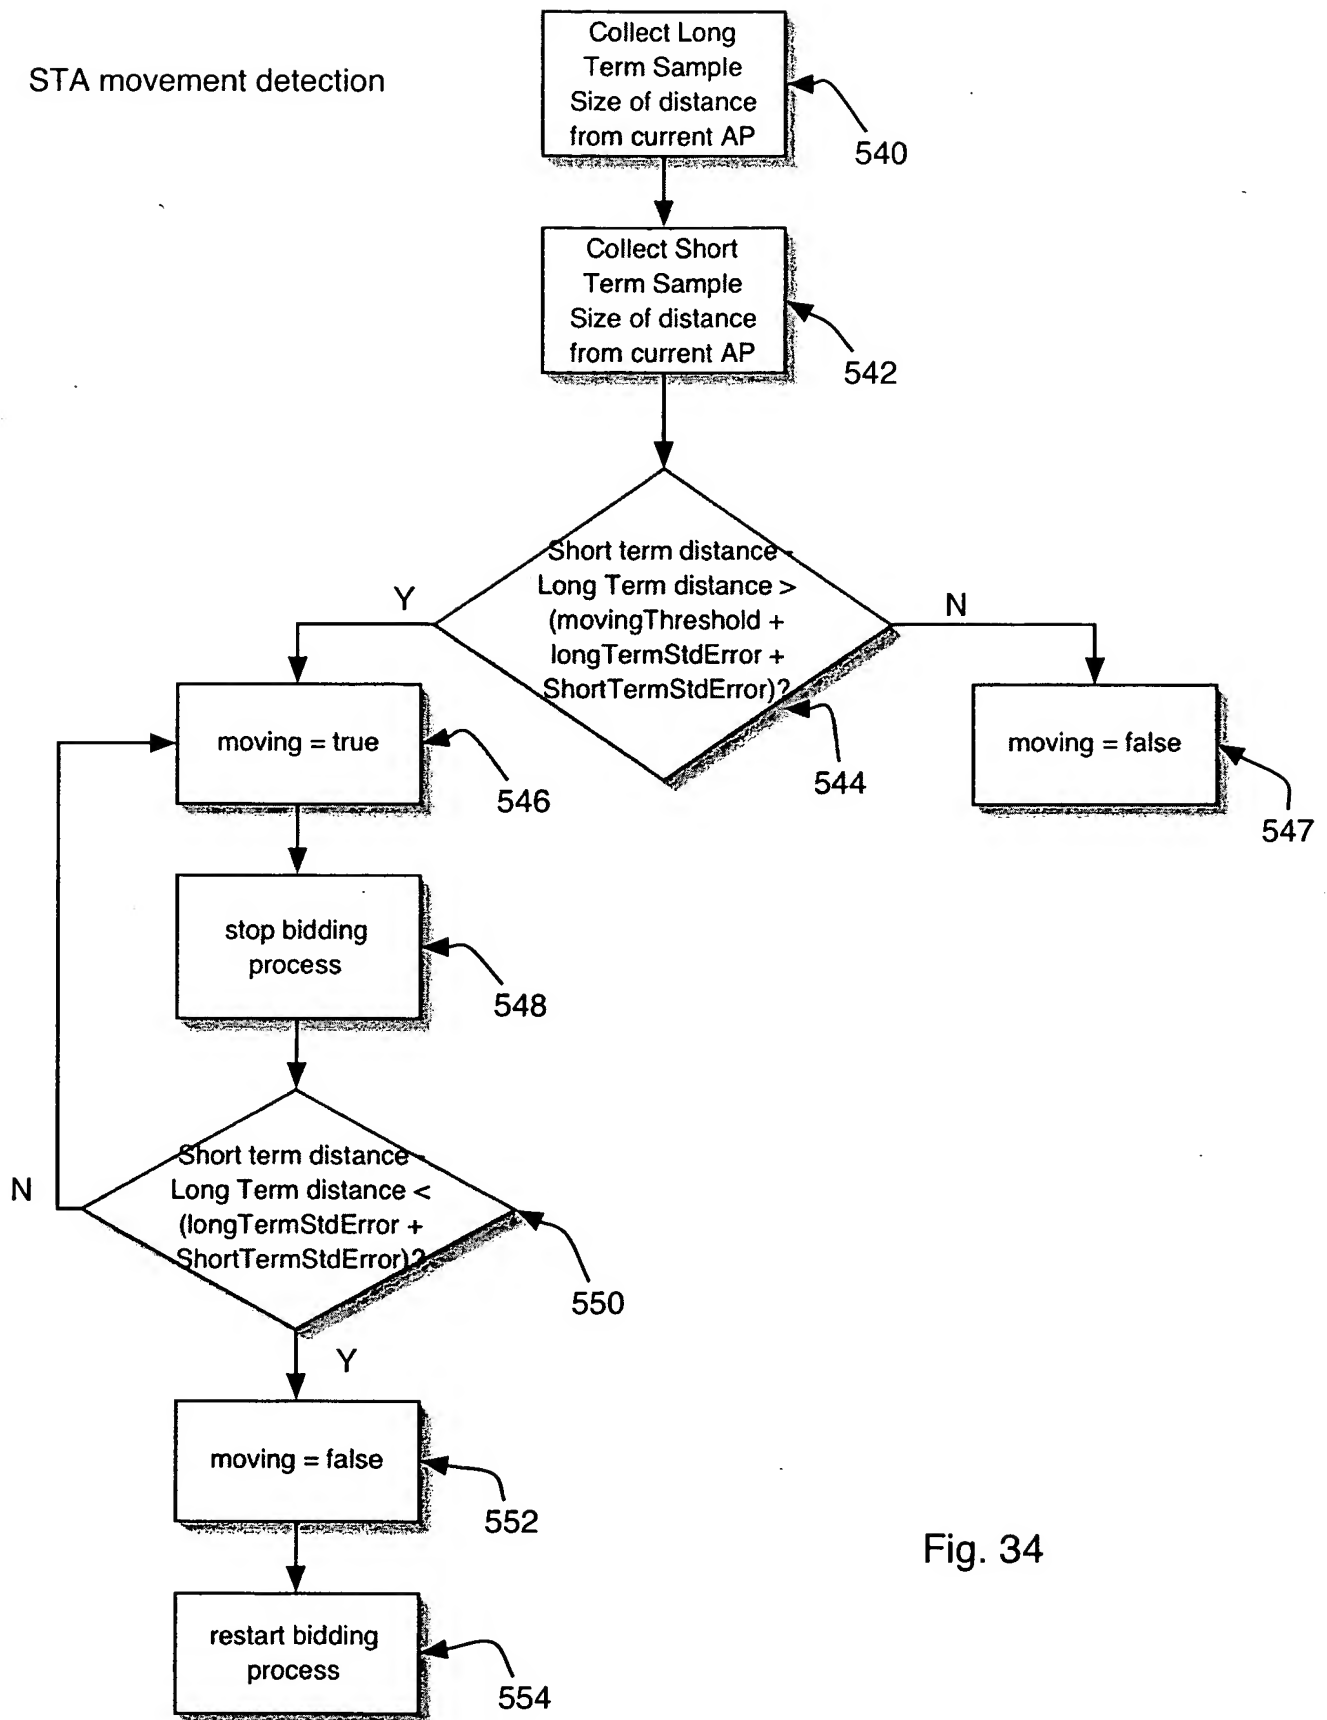 STA movement detection
Collect Long
Term Sample
Size of distance
from current AP
540
Collect Short
Term Sample
Size of distance
from current AP
542
Short term distance -
Long Term distance >
(movingThreshold +
longTermStdError +
ShortTermStdError)?
Y
N
544
moving = true
546
moving = false
547
stop bidding
process
548
Short term distance -
Long Term distance <
(longTermStdError +
ShortTermStdError)?
N
550
Y
moving = false
552
restart bidding
process
554
Fig. 34